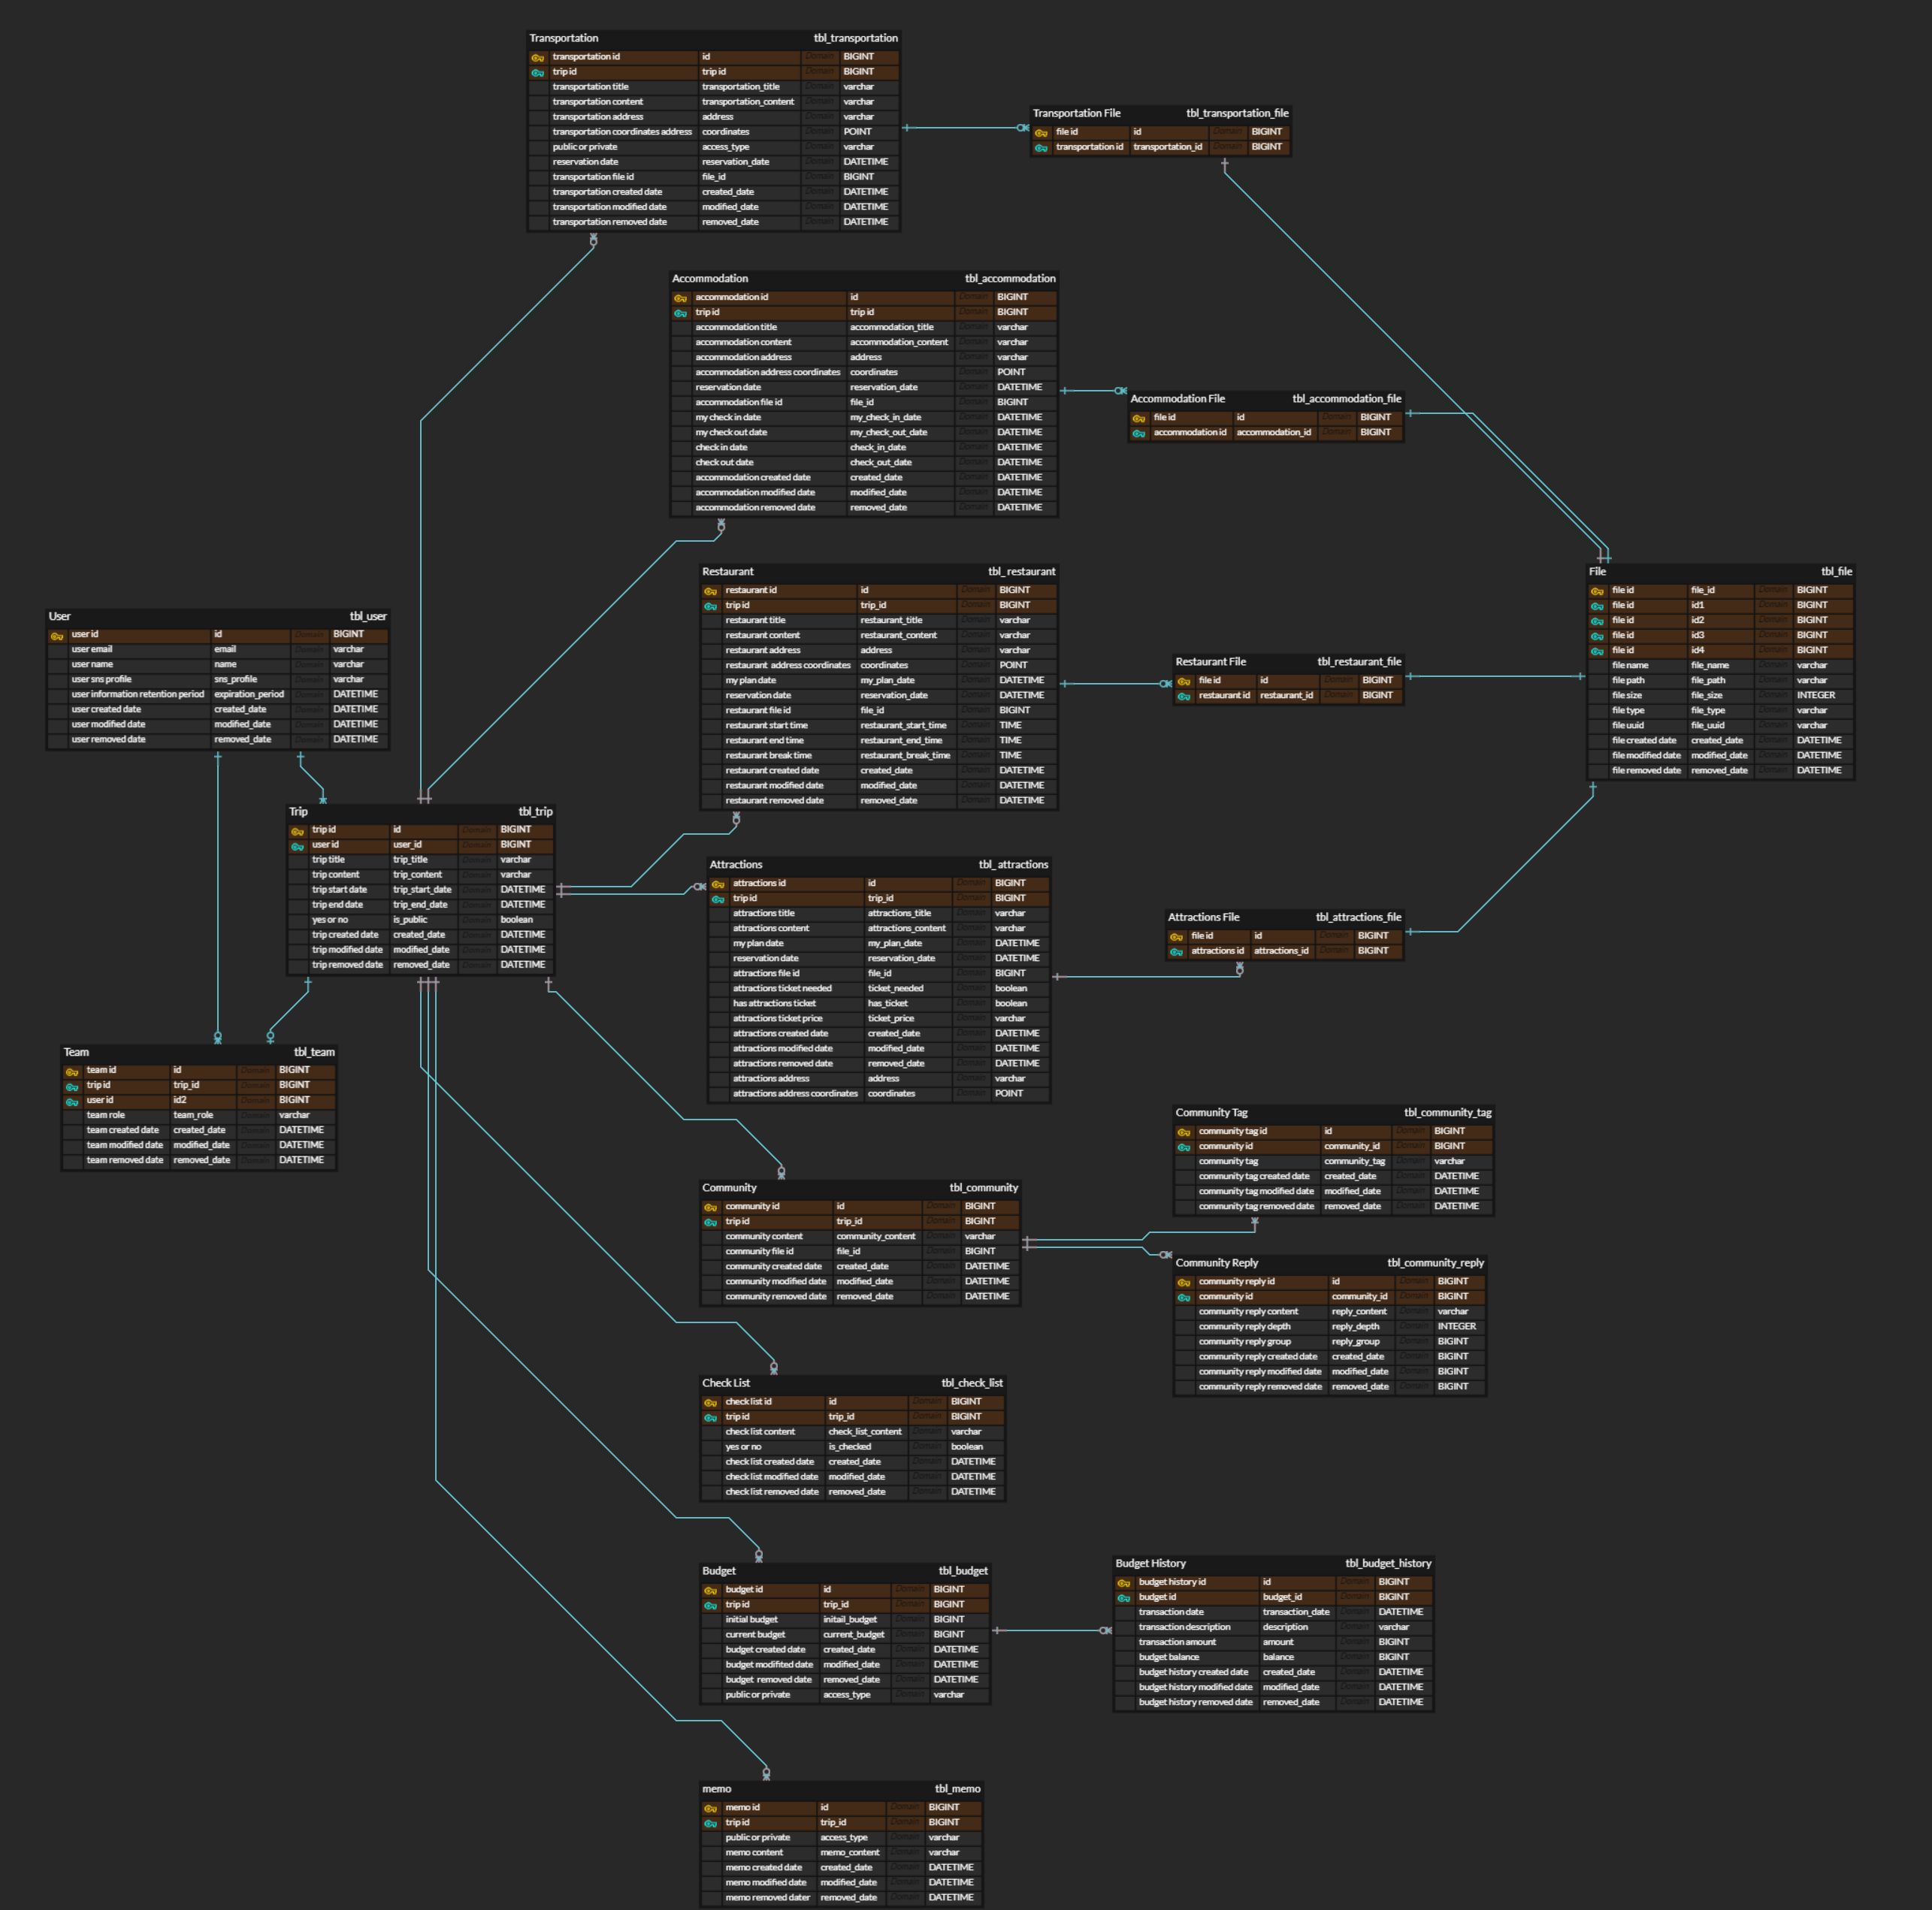 Transportation tbl_transportation
transportation id id Domain BIGINT
trip id trip id Domain BIGINT
transportation title transportation_title Domain varchar
transportation content transportation_content Domain varchar
transportation address address Domain varchar
transportation coordinates address coordinates Domain POINT
public or private access_type Domain varchar
reservation date reservation_date Domain DATETIME
transportation file id file_id Domain BIGINT
transportation created date created_date Domain DATETIME
transportation modified date modified_date Domain DATETIME
transportation removed date removed_date Domain DATETIME
Transportation File tbl_transportation_file
file id id Domain BIGINT
transportation id transportation_id Domain BIGINT
Accommodation tbl_accommodation
accommodation id id Domain BIGINT
trip id trip id Domain BIGINT
accommodation title accommodation_title Domain varchar
accommodation content accommodation_content Domain varchar
accommodation address address Domain varchar
accommodation address coordinates coordinates Domain POINT
reservation date reservation_date Domain DATETIME
accommodation file id file_id Domain BIGINT
my check in date my_check_in_date Domain DATETIME
my check out date my_check_out_date Domain DATETIME
check in date check_in_date Domain DATETIME
check out date check_out_date Domain DATETIME
accommodation created date created_date Domain DATETIME
accommodation modified date modified_date Domain DATETIME
accommodation removed date removed_date Domain DATETIME
Accommodation File tbl_accommodation_file
file id id Domain BIGINT
accommodation id accommodation_id Domain BIGINT
Restaurant tbl_restaurant
restaurant id id Domain BIGINT
trip id trip_id Domain BIGINT
restaurant title restaurant_title Domain varchar
restaurant content restaurant_content Domain varchar
restaurant address address Domain varchar
restaurant address coordinates coordinates Domain POINT
my plan date my_plan_date Domain DATETIME
reservation date reservation_date Domain DATETIME
restaurant file id file_id Domain BIGINT
restaurant start time restaurant_start_time Domain TIME
restaurant end time restaurant_end_time Domain TIME
restaurant break time restaurant_break_time Domain TIME
restaurant created date created_date Domain DATETIME
restaurant modified date modified_date Domain DATETIME
restaurant removed date removed_date Domain DATETIME
Restaurant File tbl_restaurant_file
file id id Domain BIGINT
restaurant id restaurant_id Domain BIGINT
File tbl_file
file id file_id Domain BIGINT
file id id1 Domain BIGINT
file id id2 Domain BIGINT
file id id3 Domain BIGINT
file id id4 Domain BIGINT
file name file_name Domain varchar
file path file_path Domain varchar
file size file_size Domain INTEGER
file type file_type Domain varchar
file uuid file_uuid Domain varchar
file created date created_date Domain DATETIME
file modified date modified_date Domain DATETIME
file removed date removed_date Domain DATETIME
User tbl_user
user id id Domain BIGINT
user email email Domain varchar
user name name Domain varchar
user sns profile sns_profile Domain varchar
user information retention period expiration_period Domain DATETIME
user created date created_date Domain DATETIME
user modified date modified_date Domain DATETIME
user removed date removed_date Domain DATETIME
Trip tbl_trip
trip id id Domain BIGINT
user id user_id Domain BIGINT
trip title trip_title Domain varchar
trip content trip_content Domain varchar
trip start date trip_start_date Domain DATETIME
trip end date trip_end_date Domain DATETIME
yes or no is_public Domain boolean
trip created date created_date Domain DATETIME
trip modified date modified_date Domain DATETIME
trip removed date removed_date Domain DATETIME
Attractions tbl_attractions
attractions id id Domain BIGINT
trip id trip_id Domain BIGINT
attractions title attractions_title Domain varchar
attractions content attractions_content Domain varchar
my plan date my_plan_date Domain DATETIME
reservation date reservation_date Domain DATETIME
attractions file id file_id Domain BIGINT
attractions ticket needed ticket_needed Domain boolean
has attractions ticket has_ticket Domain boolean
attractions ticket price ticket_price Domain varchar
attractions created date created_date Domain DATETIME
attractions modified date modified_date Domain DATETIME
attractions removed date removed_date Domain DATETIME
attractions address address Domain varchar
attractions address coordinates coordinates Domain POINT
Attractions File tbl_attractions_file
file id id Domain BIGINT
attractions id attractions_id Domain BIGINT
Team tbl_team
team id id Domain BIGINT
trip id trip_id Domain BIGINT
user id id2 Domain BIGINT
team role team_role Domain varchar
team created date created_date Domain DATETIME
team modified date modified_date Domain DATETIME
team removed date removed_date Domain DATETIME
Community tbl_community
community id id Domain BIGINT
trip id trip_id Domain BIGINT
community content community_content Domain varchar
community file id file_id Domain BIGINT
community created date created_date Domain DATETIME
community modified date modified_date Domain DATETIME
community removed date removed_date Domain DATETIME
Community Tag tbl_community_tag
community tag id id Domain BIGINT
community id community_id Domain BIGINT
community tag community_tag Domain varchar
community tag created date created_date Domain DATETIME
community tag modified date modified_date Domain DATETIME
community tag removed date removed_date Domain DATETIME
Community Reply tbl_community_reply
community reply id id Domain BIGINT
community id community_id Domain BIGINT
community reply content reply_content Domain varchar
community reply depth reply_depth Domain INTEGER
community reply group reply_group Domain BIGINT
community reply created date created_date Domain BIGINT
community reply modified date modified_date Domain BIGINT
community reply removed date removed_date Domain BIGINT
Check List tbl_check_list
check list id id Domain BIGINT
trip id trip_id Domain BIGINT
check list content check_list_content Domain varchar
yes or no is_checked Domain boolean
check list created date created_date Domain DATETIME
check list modified date modified_date Domain DATETIME
check list removed date removed_date Domain DATETIME
Budget tbl_budget
budget id id Domain BIGINT
trip id trip_id Domain BIGINT
initial budget initail_budget Domain BIGINT
current budget current_budget Domain BIGINT
budget created date created_date Domain DATETIME
budget modifited date modified_date Domain DATETIME
budget removed date removed_date Domain DATETIME
public or private access_type Domain varchar
Budget History tbl_budget_history
budget history id id Domain BIGINT
budget id budget_id Domain BIGINT
transaction date transaction_date Domain DATETIME
transaction description description Domain varchar
transaction amount amount Domain BIGINT
budget balance balance Domain BIGINT
budget history created date created_date Domain DATETIME
budget history modified date modified_date Domain DATETIME
budget history removed date removed_date Domain DATETIME
memo tbl_memo
memo id id Domain BIGINT
trip id trip_id Domain BIGINT
public or private access_type Domain varchar
memo content memo_content Domain varchar
memo created date created_date Domain DATETIME
memo modified date modified_date Domain DATETIME
memo removed dater removed_date Domain DATETIME